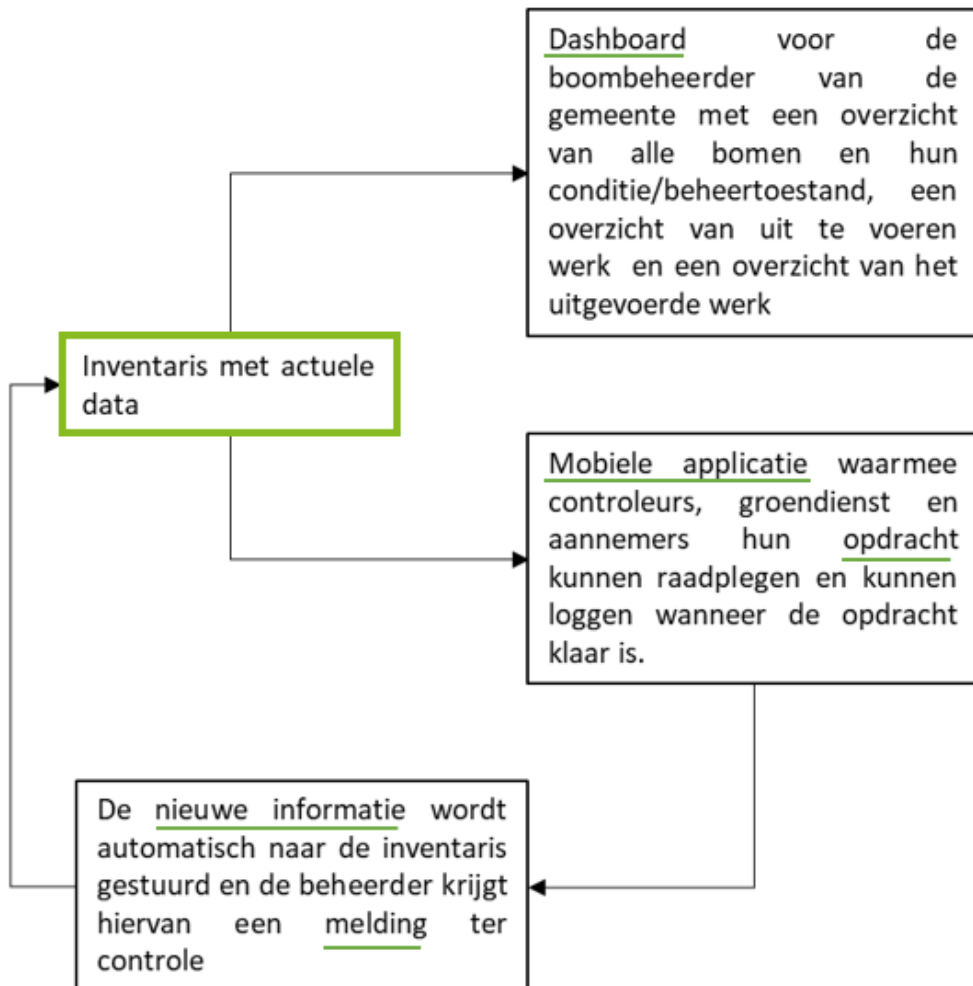 Dashboard voor de
boombeheerder van de
gemeente met een overzicht
van alle bomen en hun
conditie/beheertoestand, een
overzicht van uit te voeren
werk en een overzicht van het
uitgevoerde werk
Inventaris met actuele
data
Mobiele applicatie waarmee
controleurs, groendienst en
aannemers hun opdracht
kunnen raadplegen en kunnen
loggen wanneer de opdracht
klaar is.
De nieuwe informatie wordt
automatisch naar de inventaris
gestuurd en de beheerder krijgt
hiervan een melding ter
controle